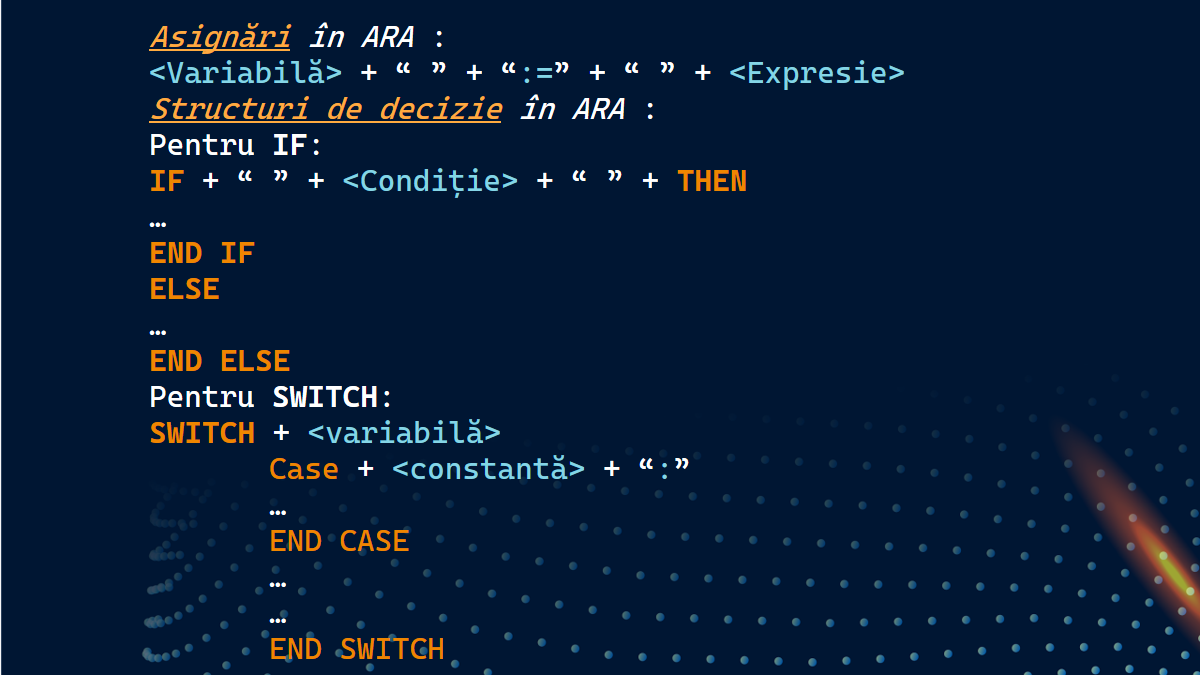 Asignări în ARA :
<Variabilă> + “ ” + “:=” + “ ” + <Expresie>
Structuri de decizie în ARA :
Pentru IF:
IF + “ ” + <Condiție> + “ ” + THEN
…
END IF
ELSE
…
END ELSE
Pentru SWITCH:
SWITCH + <variabilă>
Case + <constantă> + “:”
…
END CASE
…
…
END SWITCH